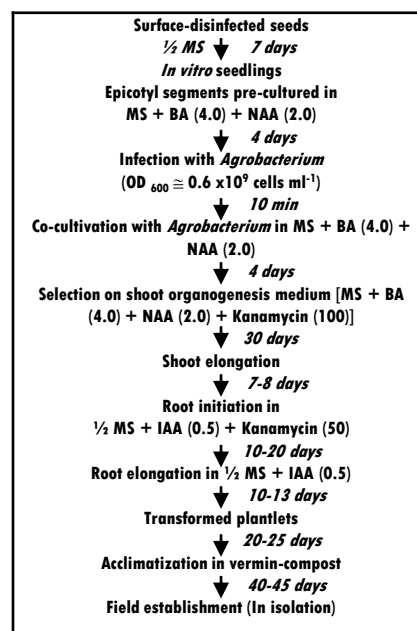 Surface-disinfected seeds
½ MS 7 days
In vitro seedlings
Epicotyl segments pre-cultured in
MS + BA (4.0) + NAA (2.0)
4 days
Infection with Agrobacterium
(OD 600 ≅ 0.6 x10⁹ cells ml⁻¹)
10 min
Co-cultivation with Agrobacterium in MS + BA (4.0) +
NAA (2.0)
4 days
Selection on shoot organogenesis medium [MS + BA
(4.0) + NAA (2.0) + Kanamycin (100)]
30 days
Shoot elongation
7-8 days
Root initiation in
½ MS + IAA (0.5) + Kanamycin (50)
10-20 days
Root elongation in ½ MS + IAA (0.5)
10-13 days
Transformed plantlets
20-25 days
Acclimatization in vermin-compost
40-45 days
Field establishment (In isolation)